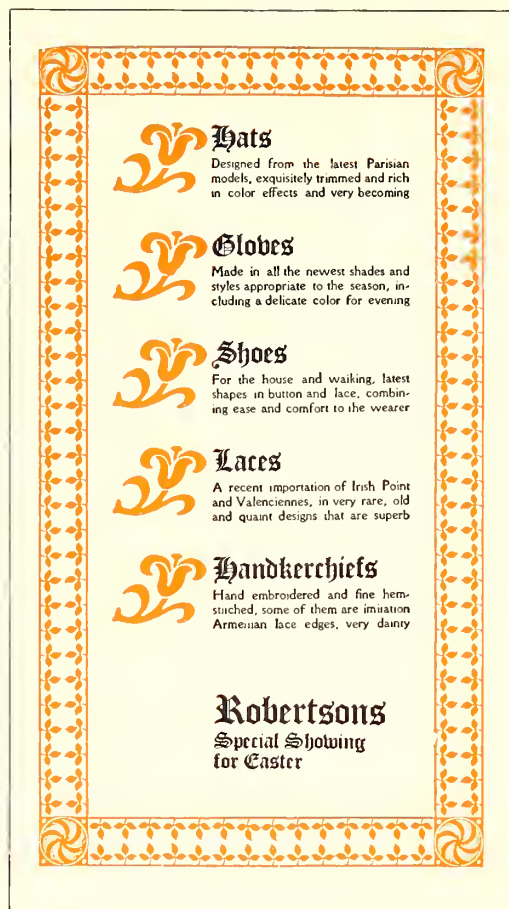 Hats
Designed from the latest Parisian
models, exquisitely trimmed and rich
in color effects and very becoming
Gloves
Made in all the newest shades and
styles appropriate to the season, in-
cluding a delicate color for evening
Shoes
For the house and walking, latest
shapes in button and lace, combin-
ing ease and comfort to the wearer
Laces
A recent importation of Irish Point
and Valenciennes, in very rare, old
and quaint designs that are superb
Handkerchiefs
Hand embroidered and fine hem-
stitched, some of them are imitation
Armenian lace edges, very dainty
Robertsons
Special Showing
for Easter